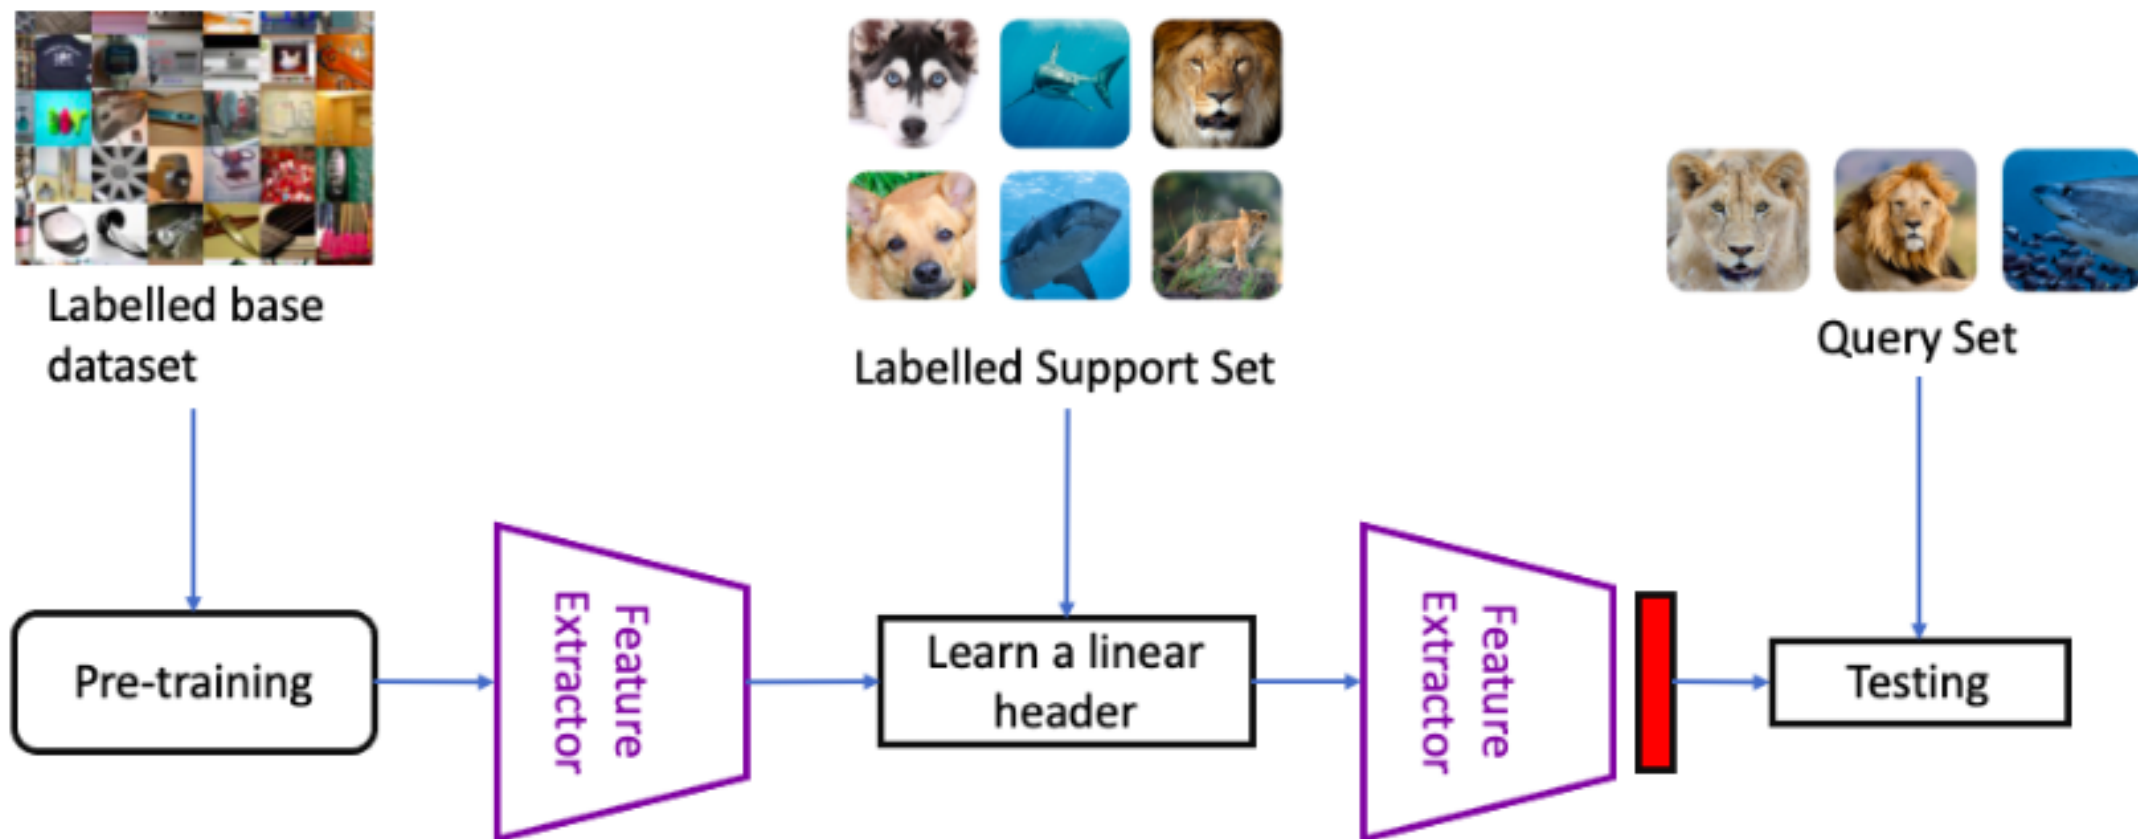 Labelled base
dataset
Labelled Support Set
Query Set
Pre-training
Feature
Extractor
Learn a linear
header
Feature
Extractor
Testing